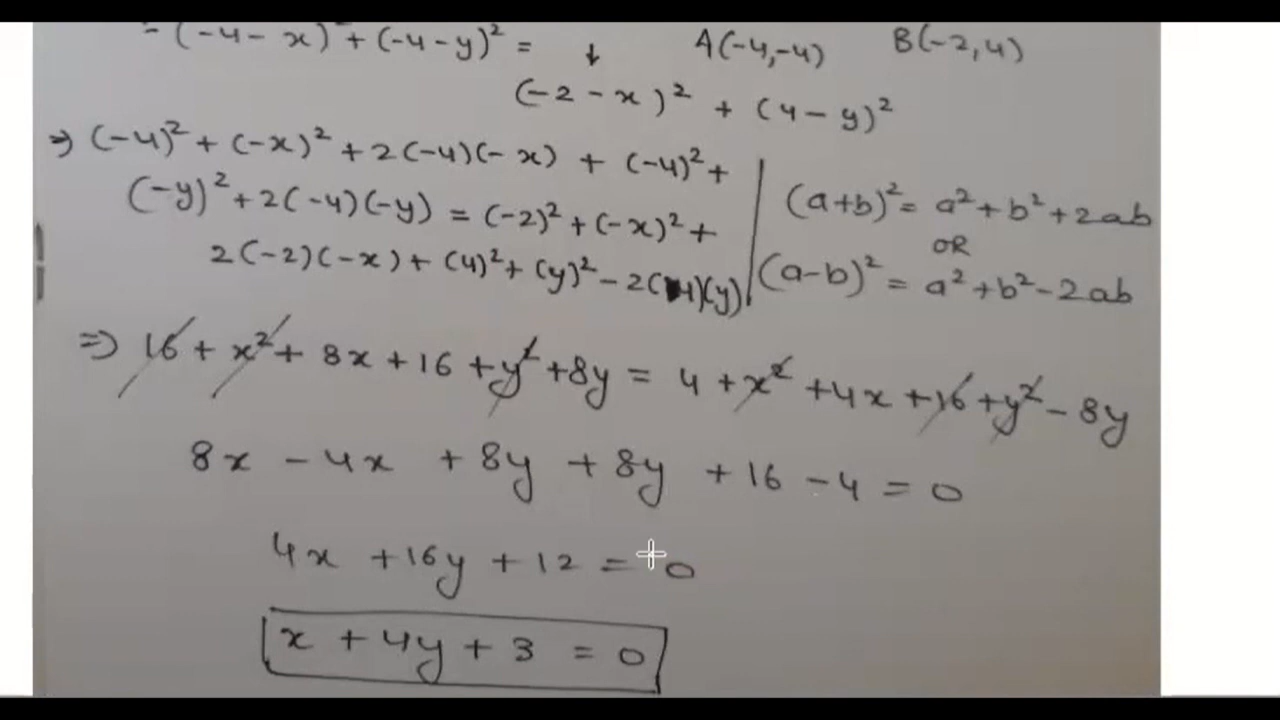 = (-4-x)² + (-4-y)² = ↓ A(-4,-4) B(-2,4)
(-2-x)² + (4-y)²
⇒ (-4)² + (-x)² + 2(-4)(-x) + (-4)² +
(-y)² + 2(-4)(-y) = (-2)² + (-x)² +
2(-2)(-x) + (4)² + (y)² - 2(4)(y)
(a+b)² = a² + b² + 2ab
OR
(a-b)² = a² + b² - 2ab
⇒ 16 + x² + 8x + 16 + y² + 8y = 4 + x² + 4x + 16 + y² - 8y
8x - 4x + 8y + 8y + 16 - 4 = 0
4x + 16y + 12 = 0
x + 4y + 3 = 0